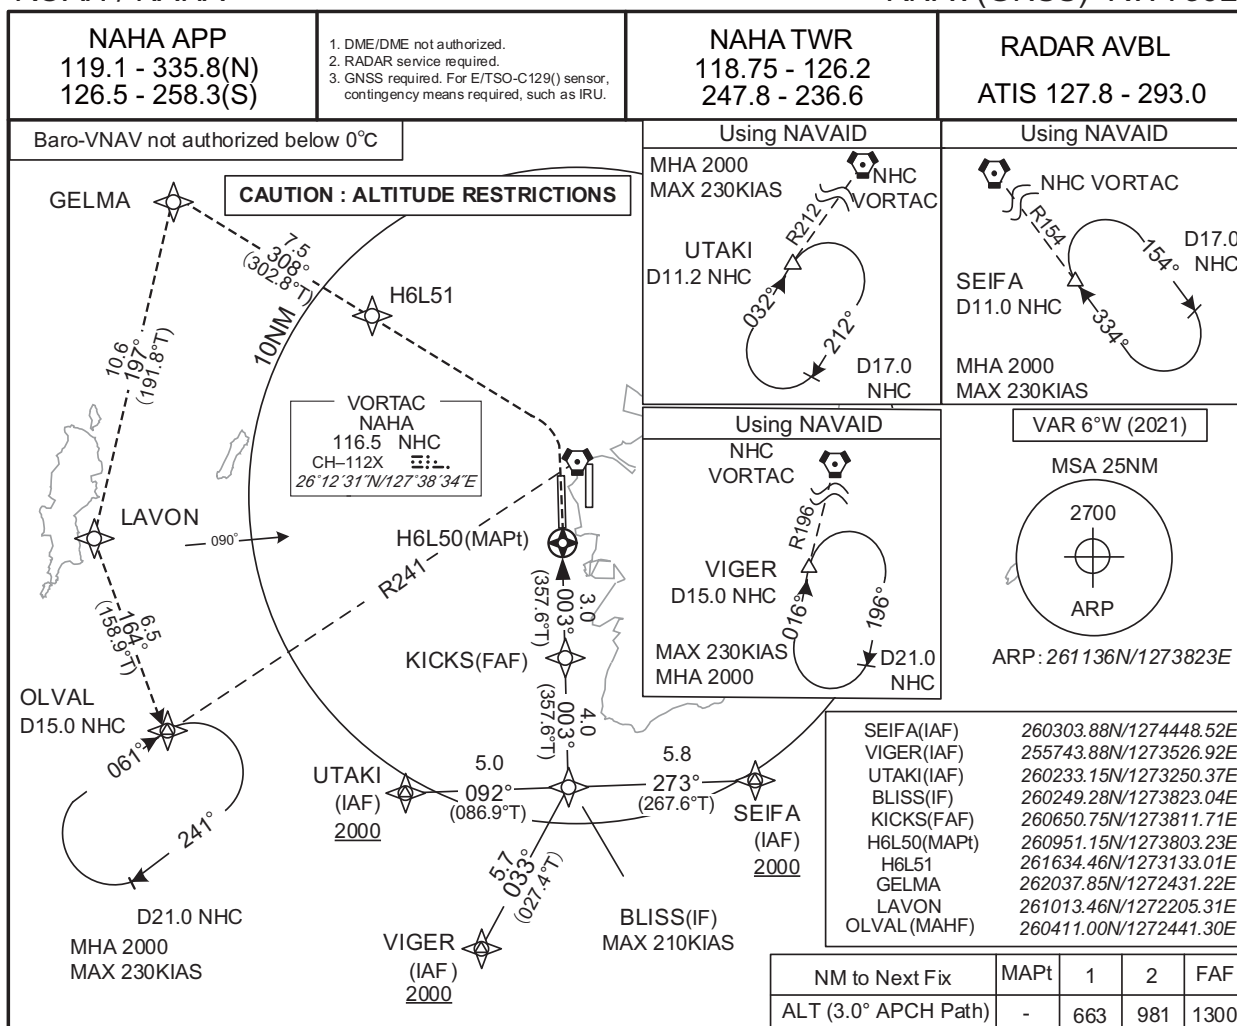 NAHA APP
119.1 - 335.8(N)
126.5 - 258.3(S)
1. DME/DME not authorized.
2. RADAR service required.
3. GNSS required. For E/TSO-C129() sensor,
contingency means required, such as IRU.
NAHA TWR
118.75 - 126.2
247.8 - 236.6
RADAR AVBL
ATIS 127.8 - 293.0
Baro-VNAV not authorized below 0°C
CAUTION : ALTITUDE RESTRICTIONS
GELMA
7.5
308°
(302.8°T)
H6L51
10NM
10.6
197°
(191.8°T)
VORTAC
NAHA
116.5 NHC
CH–112X
26°12´31˝N/127°38´34˝E
LAVON
090°
H6L50(MAPt)
R241
6.5
164°
(158.9°T)
3.0
003°
(357.6°T)
KICKS(FAF)
4.0
003°
(357.6°T)
OLVAL
D15.0 NHC
061°
241°
D21.0 NHC
MHA 2000
MAX 230KIAS
UTAKI
(IAF)
2000
5.0
092°
(086.9°T)
5.8
273°
(267.6°T)
SEIFA
(IAF)
2000
5.7
033°
(027.4°T)
VIGER
(IAF)
2000
BLISS(IF)
MAX 210KIAS
Using NAVAID
MHA 2000
MAX 230KIAS
NHC
VORTAC
R212
UTAKI
D11.2 NHC
032°
212°
D17.0
NHC
Using NAVAID
NHC VORTAC
R154
154°
D17.0
NHC
SEIFA
D11.0 NHC
334°
MHA 2000
MAX 230KIAS
Using NAVAID
NHC
VORTAC
R196
VIGER
D15.0 NHC
016°
196°
MAX 230KIAS
MHA 2000
D21.0
NHC
VAR 6°W (2021)
MSA 25NM
2700
ARP
ARP: 261136N/1273823E
SEIFA(IAF) 260303.88N/1274448.52E
VIGER(IAF) 255743.88N/1273526.92E
UTAKI(IAF) 260233.15N/1273250.37E
BLISS(IF) 260249.28N/1273823.04E
KICKS(FAF) 260650.75N/1273811.71E
H6L50(MAPt) 260951.15N/1273803.23E
H6L51 261634.46N/1273133.01E
GELMA 262037.85N/1272431.22E
LAVON 261013.46N/1272205.31E
OLVAL(MAHF) 260411.00N/1272441.30E
NM to Next Fix MAPt 1 2 FAF
ALT (3.0° APCH Path) - 663 981 1300